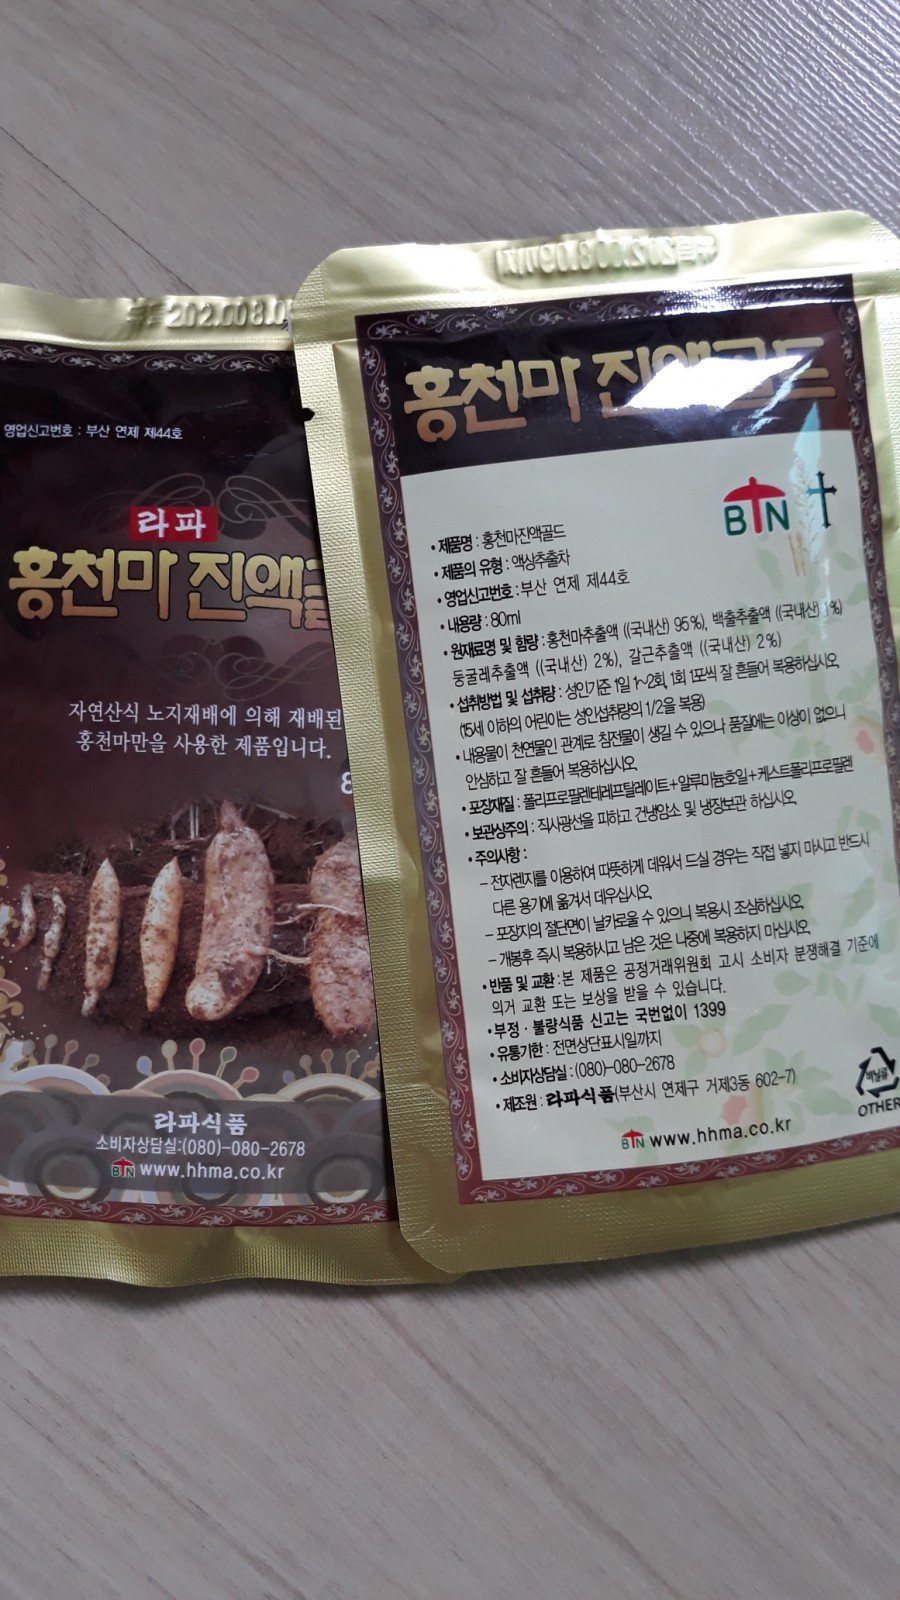 202.008.0
영업신고번호 : 부산 연제 제44호
라파
홍천마 진액골
자연산식 노지재배에 의해 재배된
홍천마만을 사용한 제품입니다.
8
라파식품
소비자상담실:(080)-080-2678
BTN www.hhma.co.kr
홍천마 진액골드
BTN
• 제품명 : 홍천마진액골드
• 제품의 유형 : 액상추출차
• 영업신고번호 : 부산 연제 제44호
• 내용량 : 80ml
• 원재료명 및 함량 : 홍천마추출액 ((국내산) 95%), 백출추출액 ((국내산) %)
둥굴레추출액 ((국내산) 2%), 갈근추출액 ((국내산) 2%)
• 섭취방법 및 섭취량 : 성인기준 1일 1~2회, 1회 1포씩 잘 흔들어 복용하십시오.
(15세 이하의 어린이는 성인섭취량의 1/2을 복용)
• 내용물이 천연물인 관계로 침전물이 생길 수 있으나 품질에는 이상이 없으니
안심하고 잘 흔들어 복용하십시오.
• 포장재질 : 폴리프로필렌테레프탈레이트+알루미늄호일+케스트폴리프로필렌
• 보관상주의 : 직사광선을 피하고 건냉암소 및 냉장보관 하십시오.
• 주의사항 :
- 전자렌지를 이용하여 따뜻하게 데워서 드실 경우는 직접 넣지 마시고 반드시
다른 용기에 옮겨서 데우십시오.
- 포장지의 절단면이 날카로울 수 있으니 복용시 조심하십시오.
- 개봉후 즉시 복용하시고 남은 것은 나중에 복용하지 마십시오.
• 반품 및 교환 : 본 제품은 공정거래위원회 고시 소비자 분쟁해결 기준에
의거 교환 또는 보상을 받을 수 있습니다.
• 부정 · 불량식품 신고는 국번없이 1399
• 유통기한 : 전면상단표시일까지
• 소비자상담실 : (080)-080-2678
• 제조원 : 라파식품(부산시 연제구 거제3동 602-7)
비닐류
OTHER
BTN www.hhma.co.kr